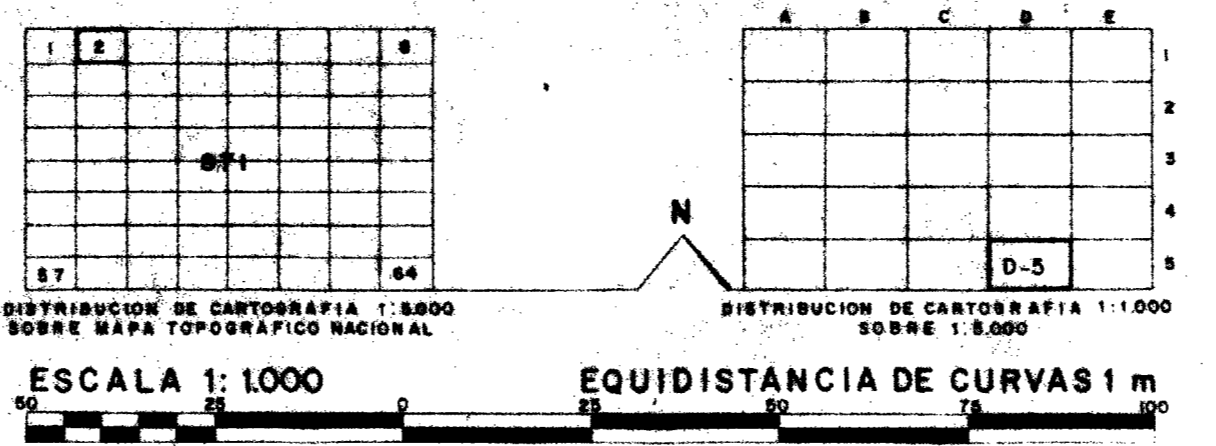 A B C D E
1 2 8
1
2
3
971
N
4
57 64
D-5 5
DISTRIBUCION DE CARTOGRAFIA 1:5.000
SOBRE MAPA TOPOGRAFICO NACIONAL
DISTRIBUCION DE CARTOGRAFIA 1:1.000
SOBRE 1:5.000
ESCALA 1:1.000
EQUIDISTANCIA DE CURVAS 1 m
50 25 0 25 50 75 100